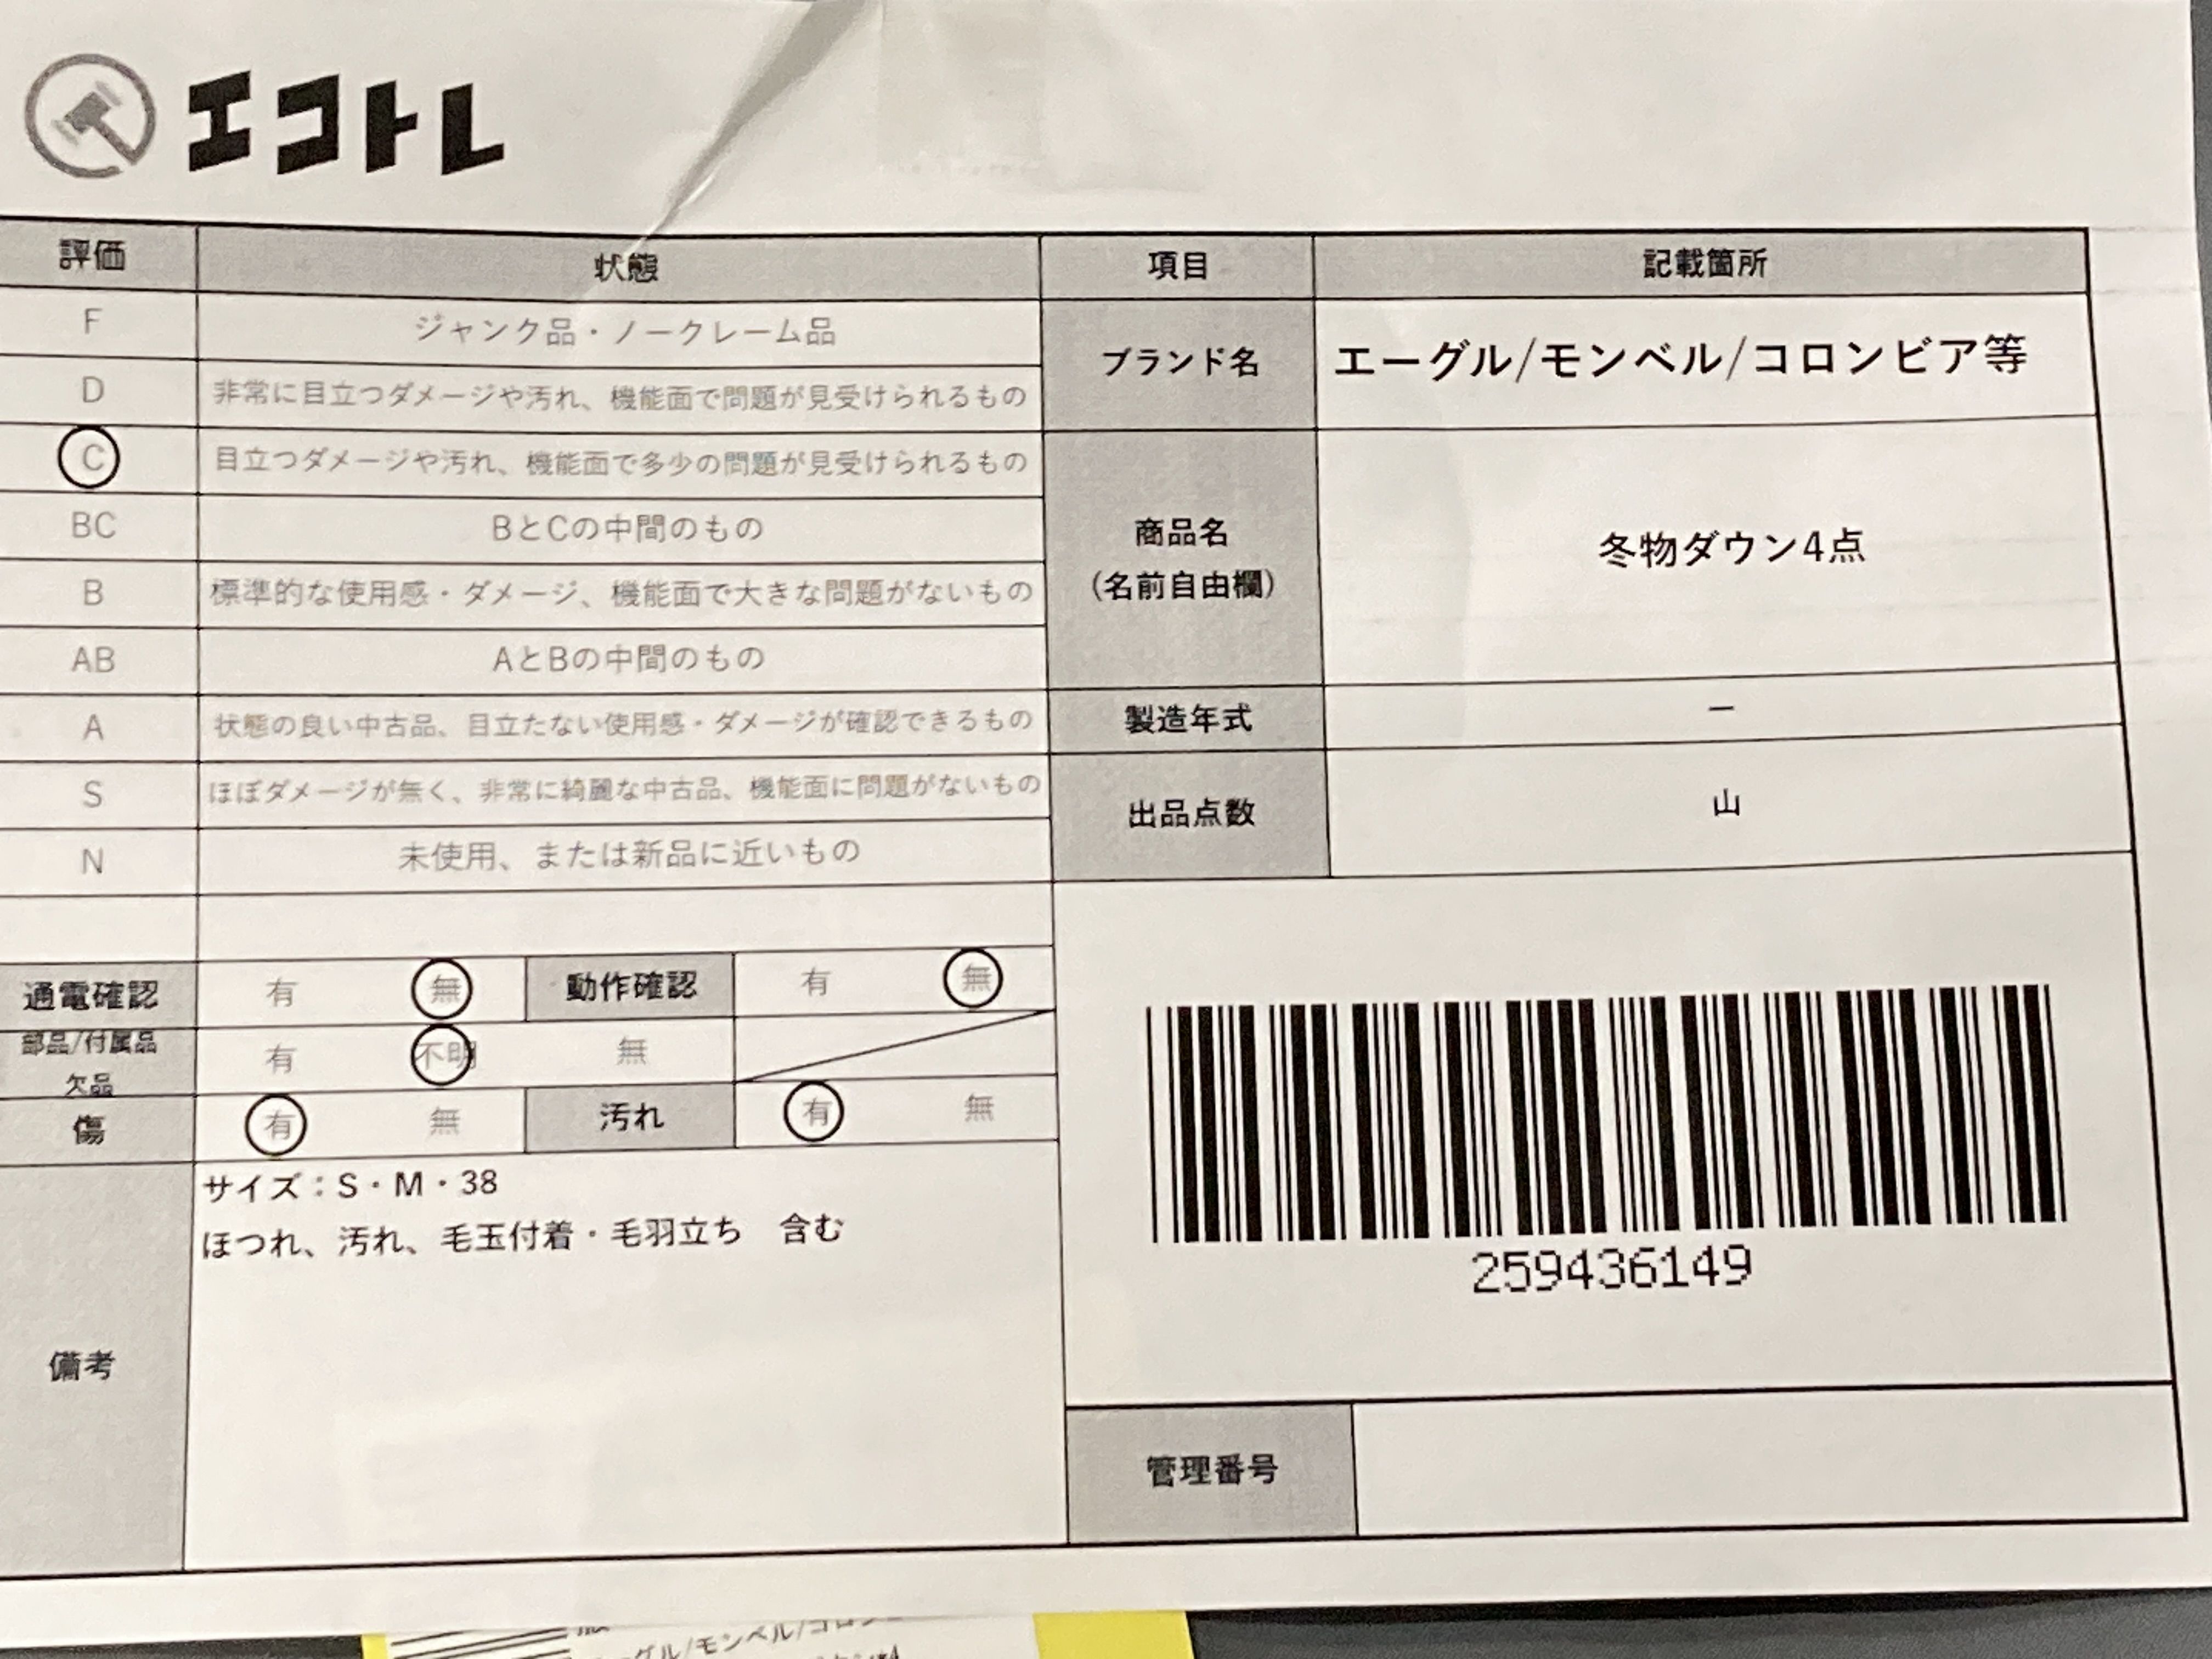 エコトレ
評価 状態 項目 記載箇所
F ジャンク品・ノークレーム品
D 非常に目立つダメージや汚れ、機能面で問題が見受けられるもの
ブランド名 エーグル/モンベル/コロンビア等
C 目立つダメージや汚れ、機能面で多少の問題が見受けられるもの
BC BとCの中間のもの
商品名
(名前自由欄)
冬物ダウン4点
B 標準的な使用感・ダメージ、機能面で大きな問題がないもの
AB AとBの中間のもの
A 状態の良い中古品、目立たない使用感・ダメージが確認できるもの
製造年式 ー
S ほぼダメージが無く、非常に綺麗な中古品、機能面に問題がないもの
出品点数 山
N 未使用、または新品に近いもの
通電確認 有 無 動作確認 有 無
部品/付属品
欠品
有 不明 無
傷 有 無 汚れ 有 無
備考
サイズ：S・M・38
ほつれ、汚れ、毛玉付着・毛羽立ち 含む
259436149
管理番号
グル/モンベル/コロン